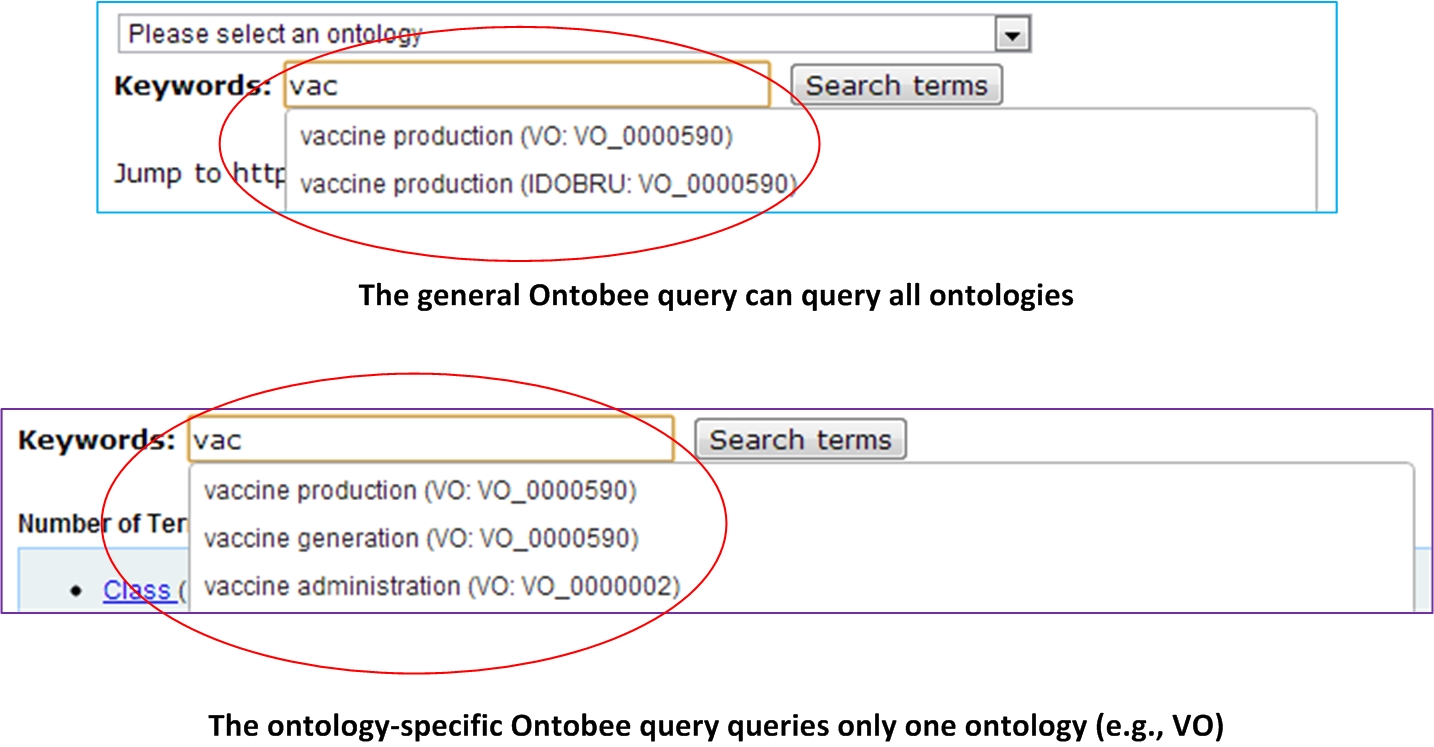 Please select an ontology
Keywords: vac Search terms
vaccine production (VO: VO_0000590)
Jump to http
vaccine production (IDOBRU: VO_0000590)
The general Ontobee query can query all ontologies
Keywords: vac Search terms
vaccine production (VO: VO_0000590)
Number of Ter
vaccine generation (VO: VO_0000590)
Class (
vaccine administration (VO: VO_0000002)
The ontology-specific Ontobee query queries only one ontology (e.g., VO)